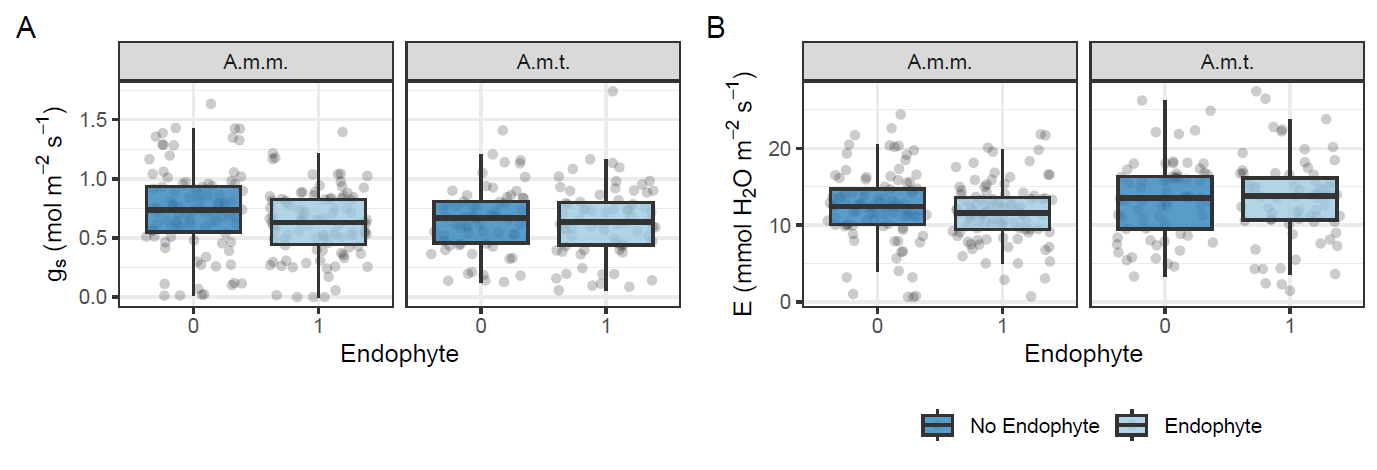 A
A.m.m.
A.m.t.
gₛ (mol m⁻² s⁻¹)
1.5
1.0
0.5
0.0
0
1
0
1
Endophyte
B
A.m.m.
A.m.t.
E (mmol H₂O m⁻² s⁻¹)
20
10
0
0
1
0
1
Endophyte
No Endophyte
Endophyte